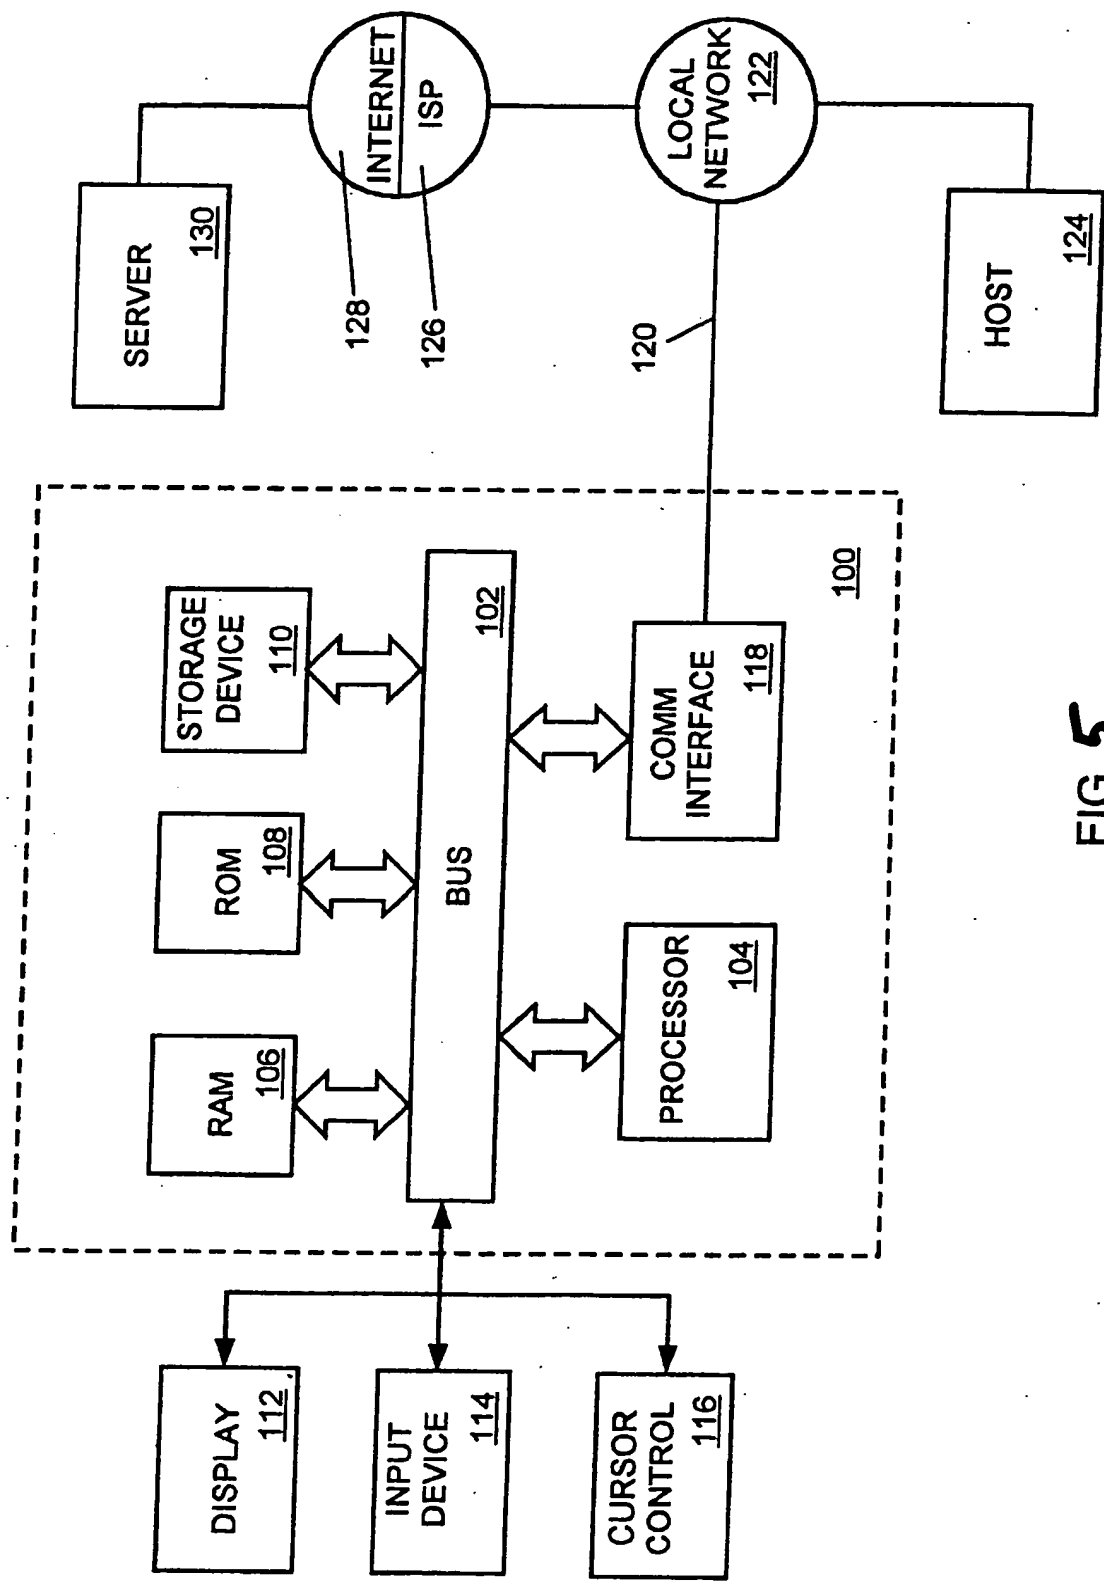 DISPLAY
112
INPUT
DEVICE
114
CURSOR
CONTROL
116
RAM
106
ROM
108
STORAGE
DEVICE
110
BUS
102
PROCESSOR
104
COMM
INTERFACE
118
100
SERVER
130
128
INTERNET
ISP
126
120
LOCAL
NETWORK
122
HOST
124
FIG. 5